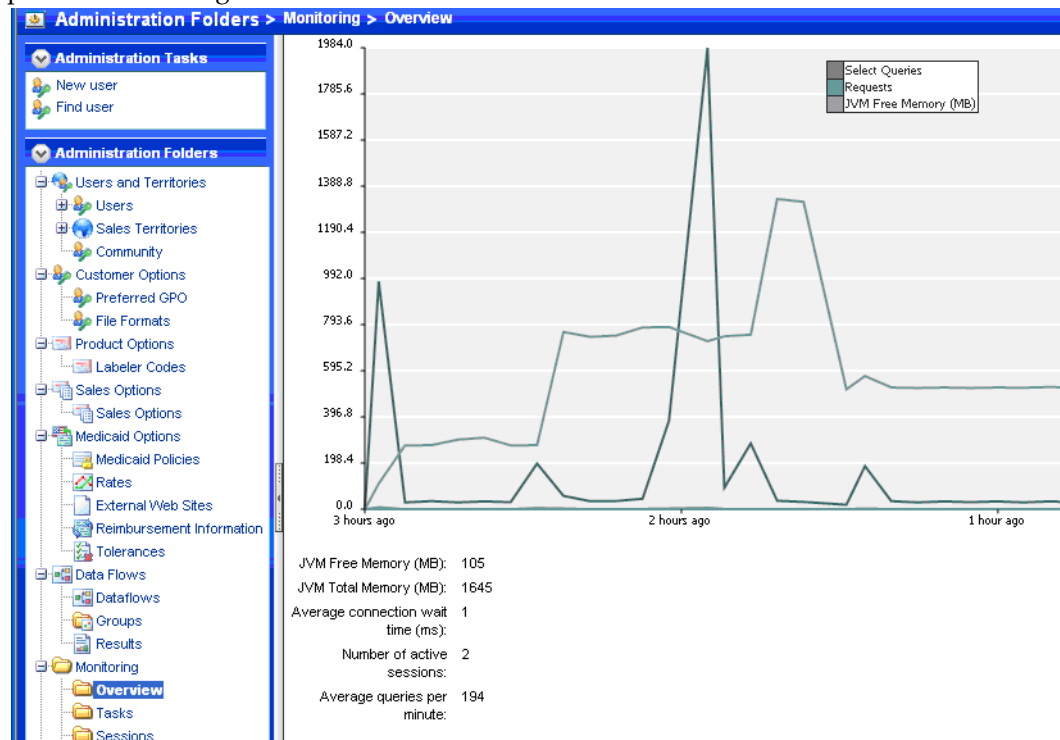 Administration Folders > Monitoring > Overview
Administration Tasks
New user
Find user
Administration Folders
Users and Territories
Users
Sales Territories
Community
Customer Options
Preferred GPO
File Formats
Product Options
Labeler Codes
Sales Options
Sales Options
Medicaid Options
Medicaid Policies
Rates
External Web Sites
Reimbursement Information
Tolerances
Data Flows
Dataflows
Groups
Results
Monitoring
Overview
Tasks
Sessions
1984.0
1785.6
1587.2
1388.8
1190.4
992.0
793.6
595.2
396.8
198.4
0.0
3 hours ago
2 hours ago
1 hour ago
Select Queries
Requests
JVM Free Memory (MB)
JVM Free Memory (MB): 105
JVM Total Memory (MB): 1645
Average connection wait 1
time (ms):
Number of active 2
sessions:
Average queries per 194
minute: